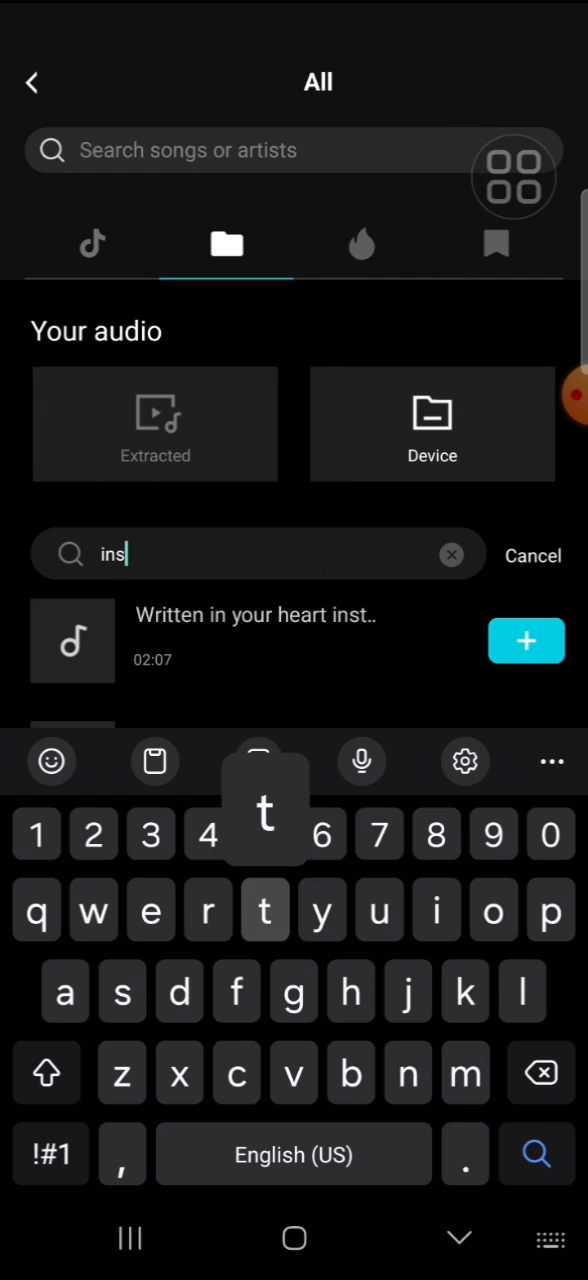 All
Search songs or artists
Your audio
Extracted
Device
ins
Cancel
Written in your heart inst..
02:07
+
t
1 2 3 4 6 7 8 9 0
q w e r t y u i o p
a s d f g h j k l
z x c v b n m
!#1 , English (US) .